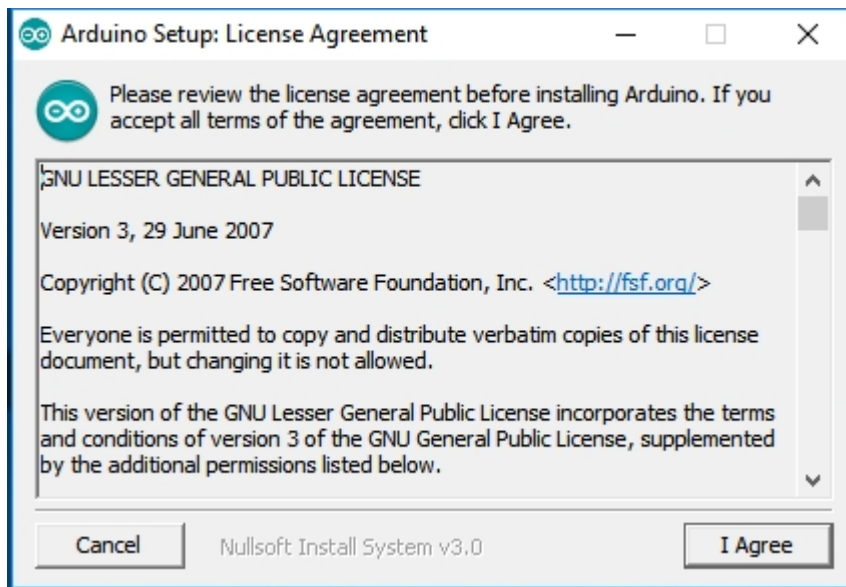 Arduino Setup: License Agreement
Please review the license agreement before installing Arduino. If you
accept all terms of the agreement, click I Agree.
GNU LESSER GENERAL PUBLIC LICENSE
Version 3, 29 June 2007
Copyright (C) 2007 Free Software Foundation, Inc. <http://fsf.org/>
Everyone is permitted to copy and distribute verbatim copies of this license
document, but changing it is not allowed.
This version of the GNU Lesser General Public License incorporates the terms
and conditions of version 3 of the GNU General Public License, supplemented
by the additional permissions listed below.
Cancel
Nullsoft Install System v3.0
I Agree